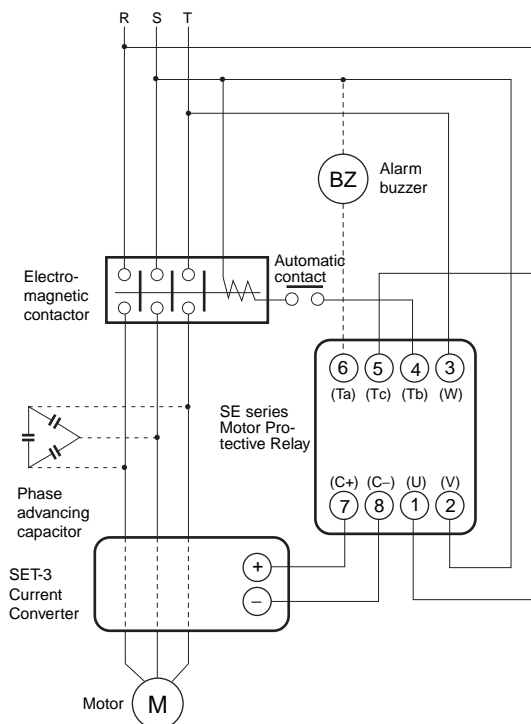 R S T
Alarm
buzzer
BZ
Automatic
contact
Electro-
magnetic
contactor
6 5 4 3
(Ta) (Tc) (Tb) (W)
SE series
Motor Pro-
tective Relay
(C+) (C−) (U) (V)
7 8 1 2
Phase
advancing
capacitor
SET-3
Current
Converter
+
−
Motor
M